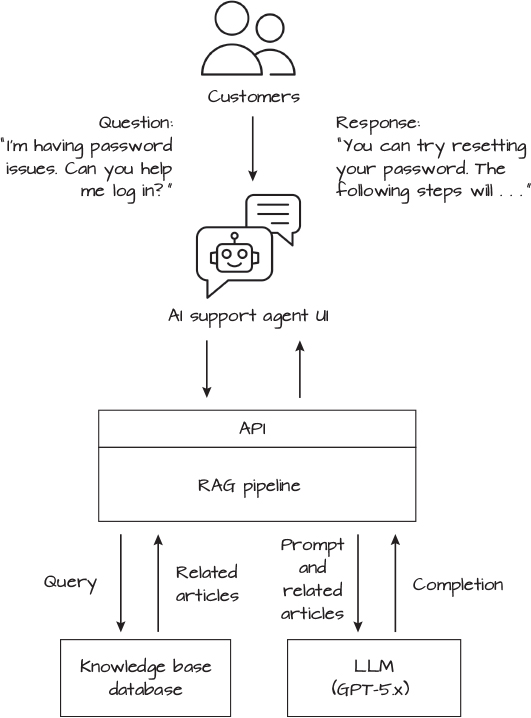 Customers
Question:
"I'm having password
issues. Can you help
me log in?"
Response:
"You can try resetting
your password. The
following steps will . . ."
AI support agent UI
API
RAG pipeline
Query
Related
articles
Prompt
and
related
articles
Completion
Knowledge base
database
LLM
(GPT-5.x)